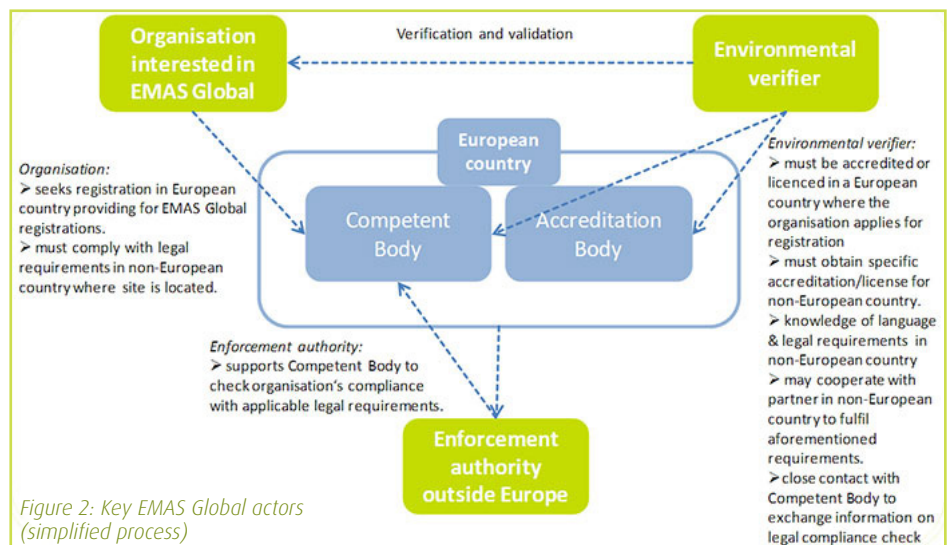 Organisation
interested in
EMAS Global
Verification and validation
Environmental
verifier
European
country
Competent
Body
Accreditation
Body
Organisation:
➢ seeks registration in European
country providing for EMAS Global
registrations.
➢ must comply with legal
requirements in non-European
country where site is located.
Environmental verifier:
➢ must be accredited or
licenced in a European
country where the
organisation applies for
registration
➢ must obtain specific
accreditation/license for
non-European country.
➢ knowledge of language
& legal requirements in
non-European country
➢ may cooperate with
partner in non-European
country to fulfil
aforementioned
requirements.
➢ close contact with
Competent Body to
exchange information on
legal compliance check
Enforcement authority:
➢ supports Competent Body to
check organisation's compliance
with applicable legal requirements.
Enforcement
authority
outside Europe
Figure 2: Key EMAS Global actors
(simplified process)